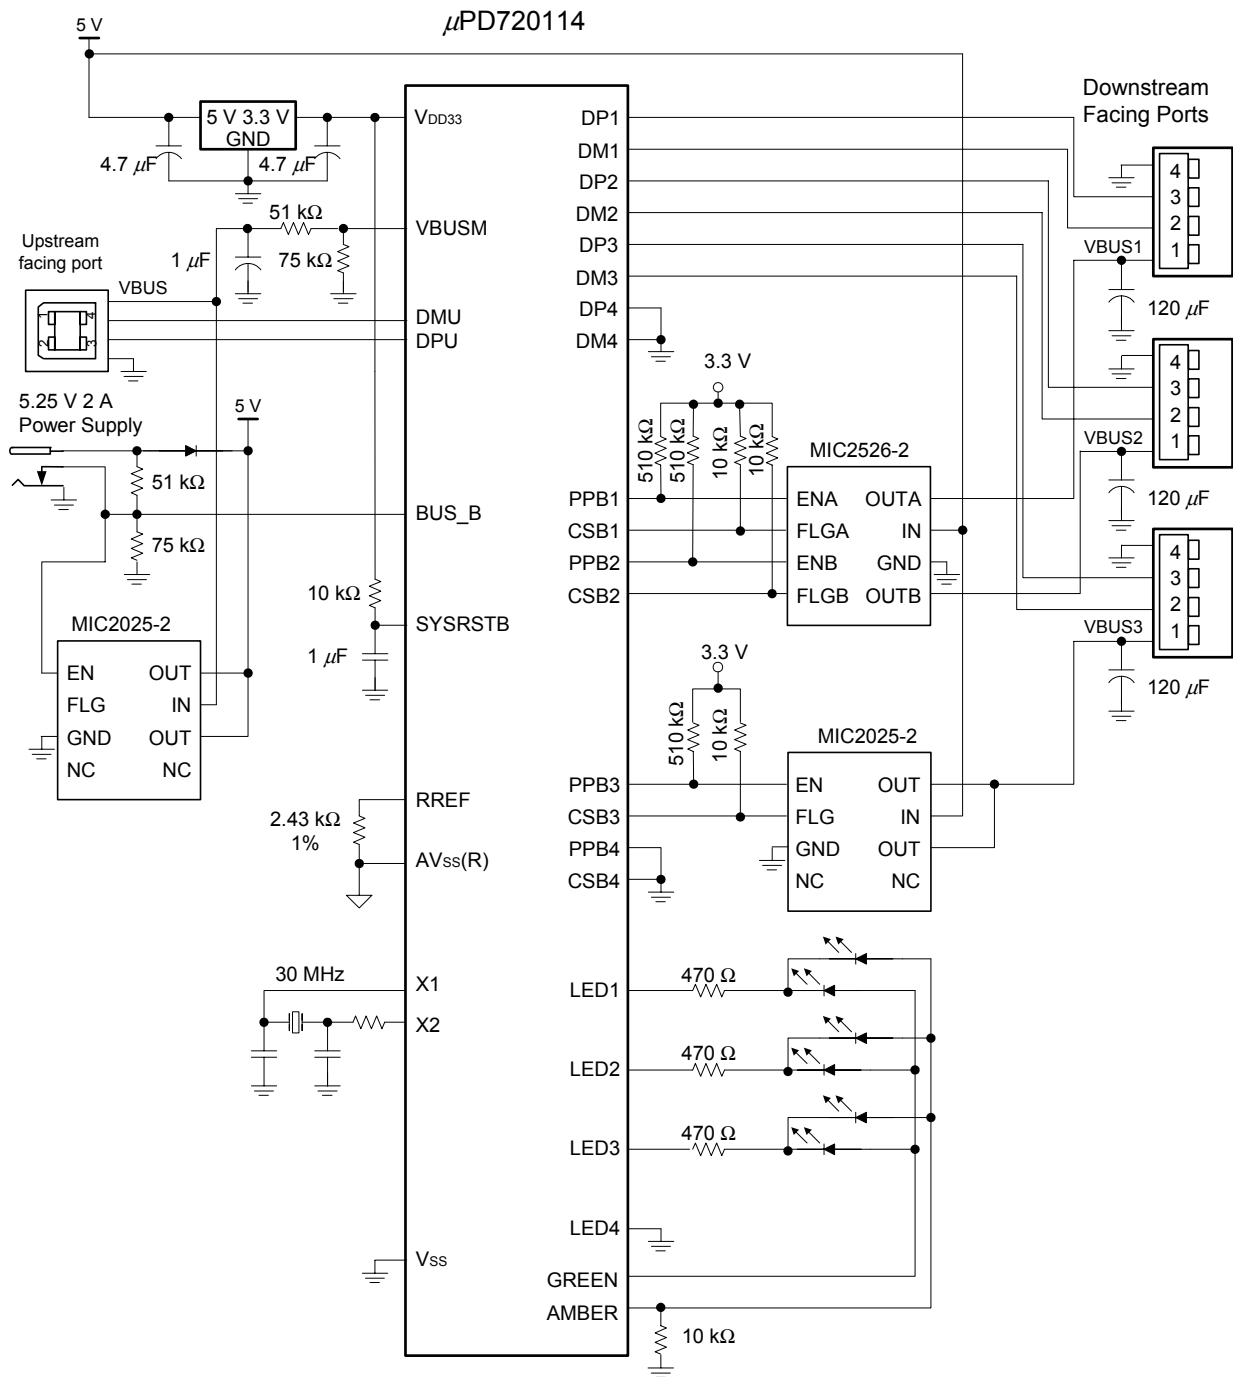 μPD720114
5 V
5 V 3.3 V
GND
4.7 μF
4.7 μF
51 kΩ
75 kΩ
1 μF
Upstream
facing port
VBUS
1
2
3
4
5.25 V 2 A
Power Supply
5 V
51 kΩ
75 kΩ
MIC2025-2
EN
FLG
GND
NC
OUT
IN
OUT
NC
10 kΩ
1 μF
2.43 kΩ
1%
30 MHz
VDD33
VBUSM
DMU
DPU
BUS_B
SYSRSTB
RREF
AVSS(R)
X1
X2
VSS
DP1
DM1
DP2
DM2
DP3
DM3
DP4
DM4
PPB1
CSB1
PPB2
CSB2
PPB3
CSB3
PPB4
CSB4
LED1
LED2
LED3
LED4
GREEN
AMBER
3.3 V
510 kΩ
510 kΩ
10 kΩ
10 kΩ
MIC2526-2
ENA
FLGA
ENB
FLGB
OUTA
IN
GND
OUTB
3.3 V
510 kΩ
10 kΩ
MIC2025-2
EN
FLG
GND
NC
OUT
IN
OUT
NC
470 Ω
470 Ω
470 Ω
10 kΩ
Downstream
Facing Ports
4
3
2
1
VBUS1
120 μF
4
3
2
1
VBUS2
120 μF
4
3
2
1
VBUS3
120 μF